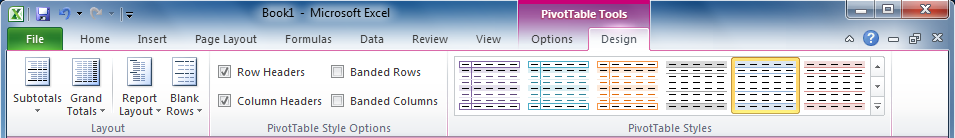 Book1 - Microsoft Excel
PivotTable Tools
File Home Insert Page Layout Formulas Data Review View Options Design
Row Headers Banded Rows
Subtotals Grand Totals Report Layout Blank Rows
Column Headers Banded Columns
Layout PivotTable Style Options PivotTable Styles